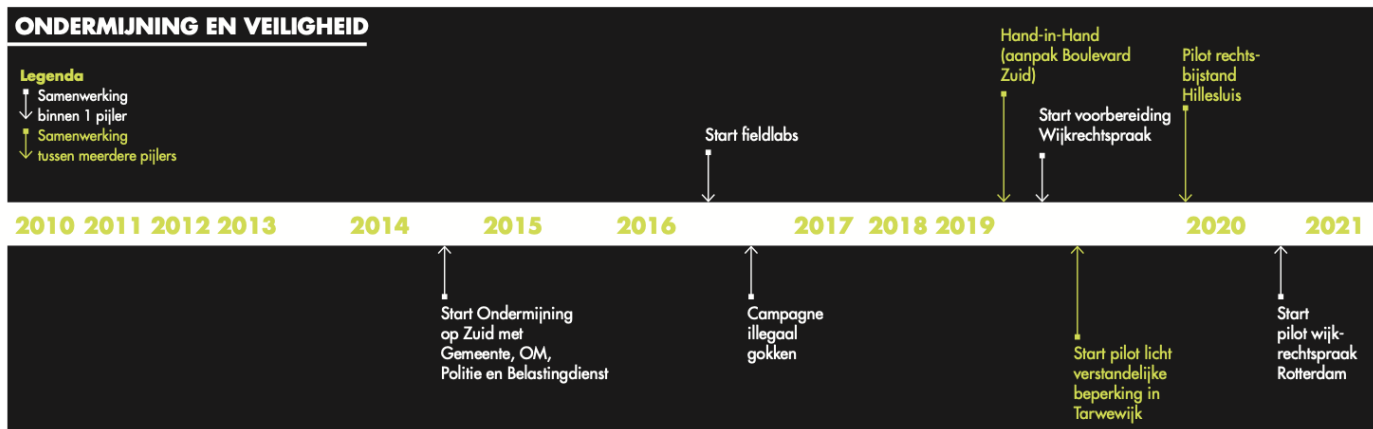 ONDERMIJNING EN VEILIGHEID
Legenda
Samenwerking
binnen 1 pijler
Samenwerking
tussen meerdere pijlers
Start fieldlabs
Hand-in-Hand
(aanpak Boulevard
Zuid)
Start voorbereiding
Wijkrechtspraak
Pilot rechts-
bijstand
Hillesluis
2010 2011 2012 2013 2014 2015 2016 2017 2018 2019 2020 2021
Start Ondermijning
op Zuid met
Gemeente, OM,
Politie en Belastingdienst
Campagne
illegaal
gokken
Start pilot licht
verstandelijke
beperking in
Tarwewijk
Start
pilot wijk-
rechtspraak
Rotterdam